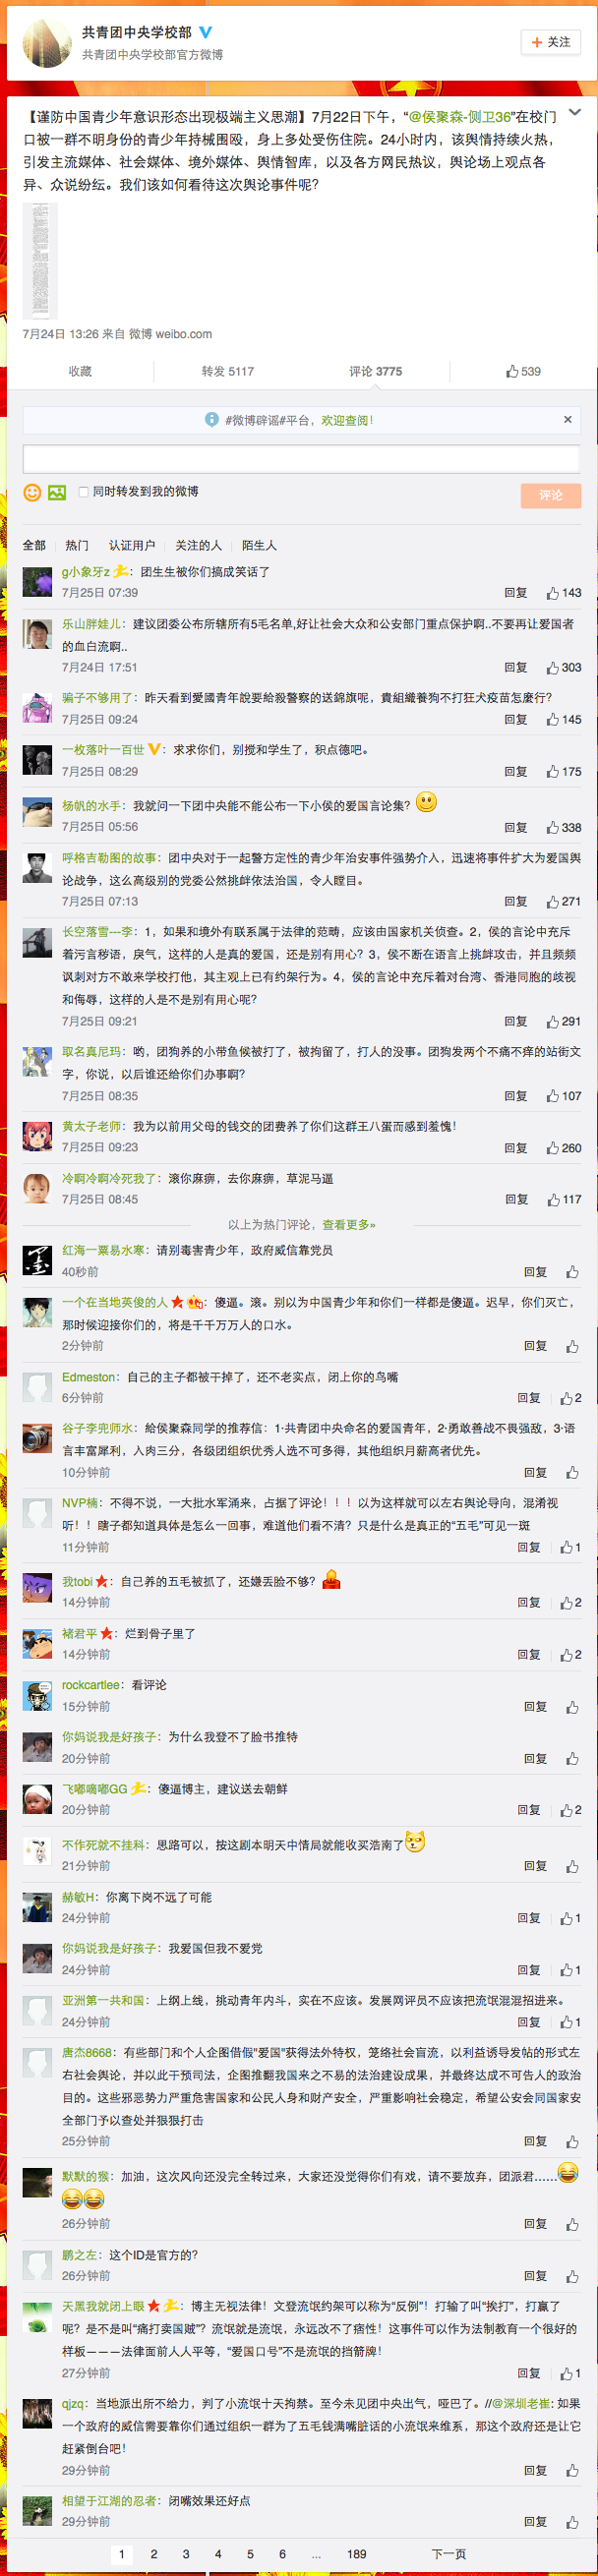 共青团中央学校部
共青团中央学校部官方微博
+ 关注
【谨防中国青少年意识形态出现极端主义思潮】7月22日下午，“@侯聚森-侧卫36”在校门
口被一群不明身份的青少年持械围殴，身上多处受伤住院。24小时内，该舆情持续火热，
引发主流媒体、社会媒体、境外媒体、舆情智库，以及各方网民热议，舆论场上观点各
异、众说纷纭。我们该如何看待这次舆论事件呢？
7月24日 13:26 来自 微博 weibo.com
收藏
转发 5117
评论 3775
539
#微博辟谣#平台，欢迎查阅！
×
同时转发到我的微博
评论
全部 热门 认证用户 关注的人 陌生人
g小象牙z：团生生被你们搞成笑话了
7月25日 07:39 回复 143
乐山胖娃儿：建议团委公布所辖所有5毛名单,好让社会大众和公安部门重点保护啊..不要再让爱国者
的血白流啊..
7月24日 17:51 回复 303
骗子不够用了：昨天看到愛國青年說要給殺警察的送錦旗呢，貴組織養狗不打狂犬疫苗怎麼行？
7月25日 09:24 回复 145
一枚落叶一百世：求求你们，别搅和学生了，积点德吧。
7月25日 08:29 回复 175
杨帆的水手：我就问一下团中央能不能公布一下小侯的爱国言论集？
7月25日 05:56 回复 338
呼格吉勒图的故事：团中央对于一起警方定性的青少年治安事件强势介入，迅速将事件扩大为爱国舆
论战争，这么高级别的党委公然挑衅依法治国，令人瞠目。
7月25日 07:13 回复 271
长空落雪---李：1，如果和境外有联系属于法律的范畴，应该由国家机关侦查。2，侯的言论中充斥
着污言秽语，戾气，这样的人是真的爱国，还是别有用心？3，侯不断在语言上挑衅攻击，并且频频
讽刺对方不敢来学校打他，其主观上已有约架行为。4，侯的言论中充斥着对台湾、香港同胞的歧视
和侮辱，这样的人是不是别有用心呢？
7月25日 09:21 回复 291
取名真尼玛：哟，团狗养的小带鱼候被打了，被拘留了，打人的没事。团狗发两个不痛不痒的站街文
字，你说，以后谁还给你们办事啊？
7月25日 08:35 回复 107
黄太子老师：我为以前用父母的钱交的团费养了你们这群王八蛋而感到羞愧！
7月25日 09:23 回复 260
冷啊冷啊冷死我了：滚你麻痹，去你麻痹，草泥马逼
7月25日 08:45 回复 117
以上为热门评论，查看更多»
红海一粟易水寒：请别毒害青少年，政府威信靠党员
40秒前 回复
一个在当地英俊的人：傻逼。滚。别以为中国青少年和你们一样都是傻逼。迟早，你们灭亡，
那时候迎接你们的，将是千千万万人的口水。
2分钟前 回复
Edmeston：自己的主子都被干掉了，还不老实点，闭上你的鸟嘴
6分钟前 回复 2
谷子李兜师水：給侯聚森同学的推荐信：1·共青团中央命名的爱国青年，2·勇敢善战不畏强敌，3·语
言丰富犀利，入肉三分，各级团组织优秀人选不可多得，其他组织月薪高者优先。
10分钟前 回复
NVP楠：不得不说，一大批水军涌来，占据了评论！！！以为这样就可以左右舆论导向，混淆视
听！！瞎子都知道具体是怎么一回事，难道他们看不清？只是什么是真正的“五毛”可见一斑
11分钟前 回复 1
我tobi：自己养的五毛被抓了，还嫌丢脸不够？
14分钟前 回复 2
褚君平：烂到骨子里了
14分钟前 回复 2
rockcartlee：看评论
15分钟前 回复
你妈说我是好孩子：为什么我登不了脸书推特
20分钟前 回复
飞嘟嘀嘟GG：傻逼博主，建议送去朝鲜
20分钟前 回复 2
不作死就不挂科：思路可以，按这剧本明天中情局就能收买浩南了
21分钟前 回复
赫敏H：你离下岗不远了可能
24分钟前 回复 1
你妈说我是好孩子：我爱国但我不爱党
24分钟前 回复 1
亚洲第一共和国：上纲上线，挑动青年内斗，实在不应该。发展网评员不应该把流氓混混招进来。
24分钟前 回复 1
唐杰8668：有些部门和个人企图借假“爱国”获得法外特权，笼络社会盲流，以利益诱导发帖的形式左
右社会舆论，并以此干预司法，企图推翻我国来之不易的法治建设成果，并最终达成不可告人的政治
目的。这些邪恶势力严重危害国家和公民人身和财产安全，严重影响社会稳定，希望公安会同国家安
全部门予以查处并狠狠打击
25分钟前 回复
默默的猴：加油，这次风向还没完全转过来，大家还没觉得你们有戏，请不要放弃，团派君……
26分钟前 回复
鹏之左：这个ID是官方的？
26分钟前 回复
天黑我就闭上眼：博主无视法律！文登流氓约架可以称为“反例”！打输了叫“挨打”，打赢了
呢？是不是叫“痛打卖国贼”？流氓就是流氓，永远改不了痞性！这事件可以作为法制教育一个很好的
样板———法律面前人人平等，“爱国口号”不是流氓的挡箭牌！
27分钟前 回复 1
qjzq：当地派出所不给力，判了小流氓十天拘禁。至今未见团中央出气，哑巴了。//@深圳老崔: 如果
一个政府的威信需要靠你们通过组织一群为了五毛钱满嘴脏话的小流氓来维系，那这个政府还是让它
赶紧倒台吧！
29分钟前 回复
相望于江湖的忍者：闭嘴效果还好点
29分钟前 回复
1 2 3 4 5 6 ... 189 下一页